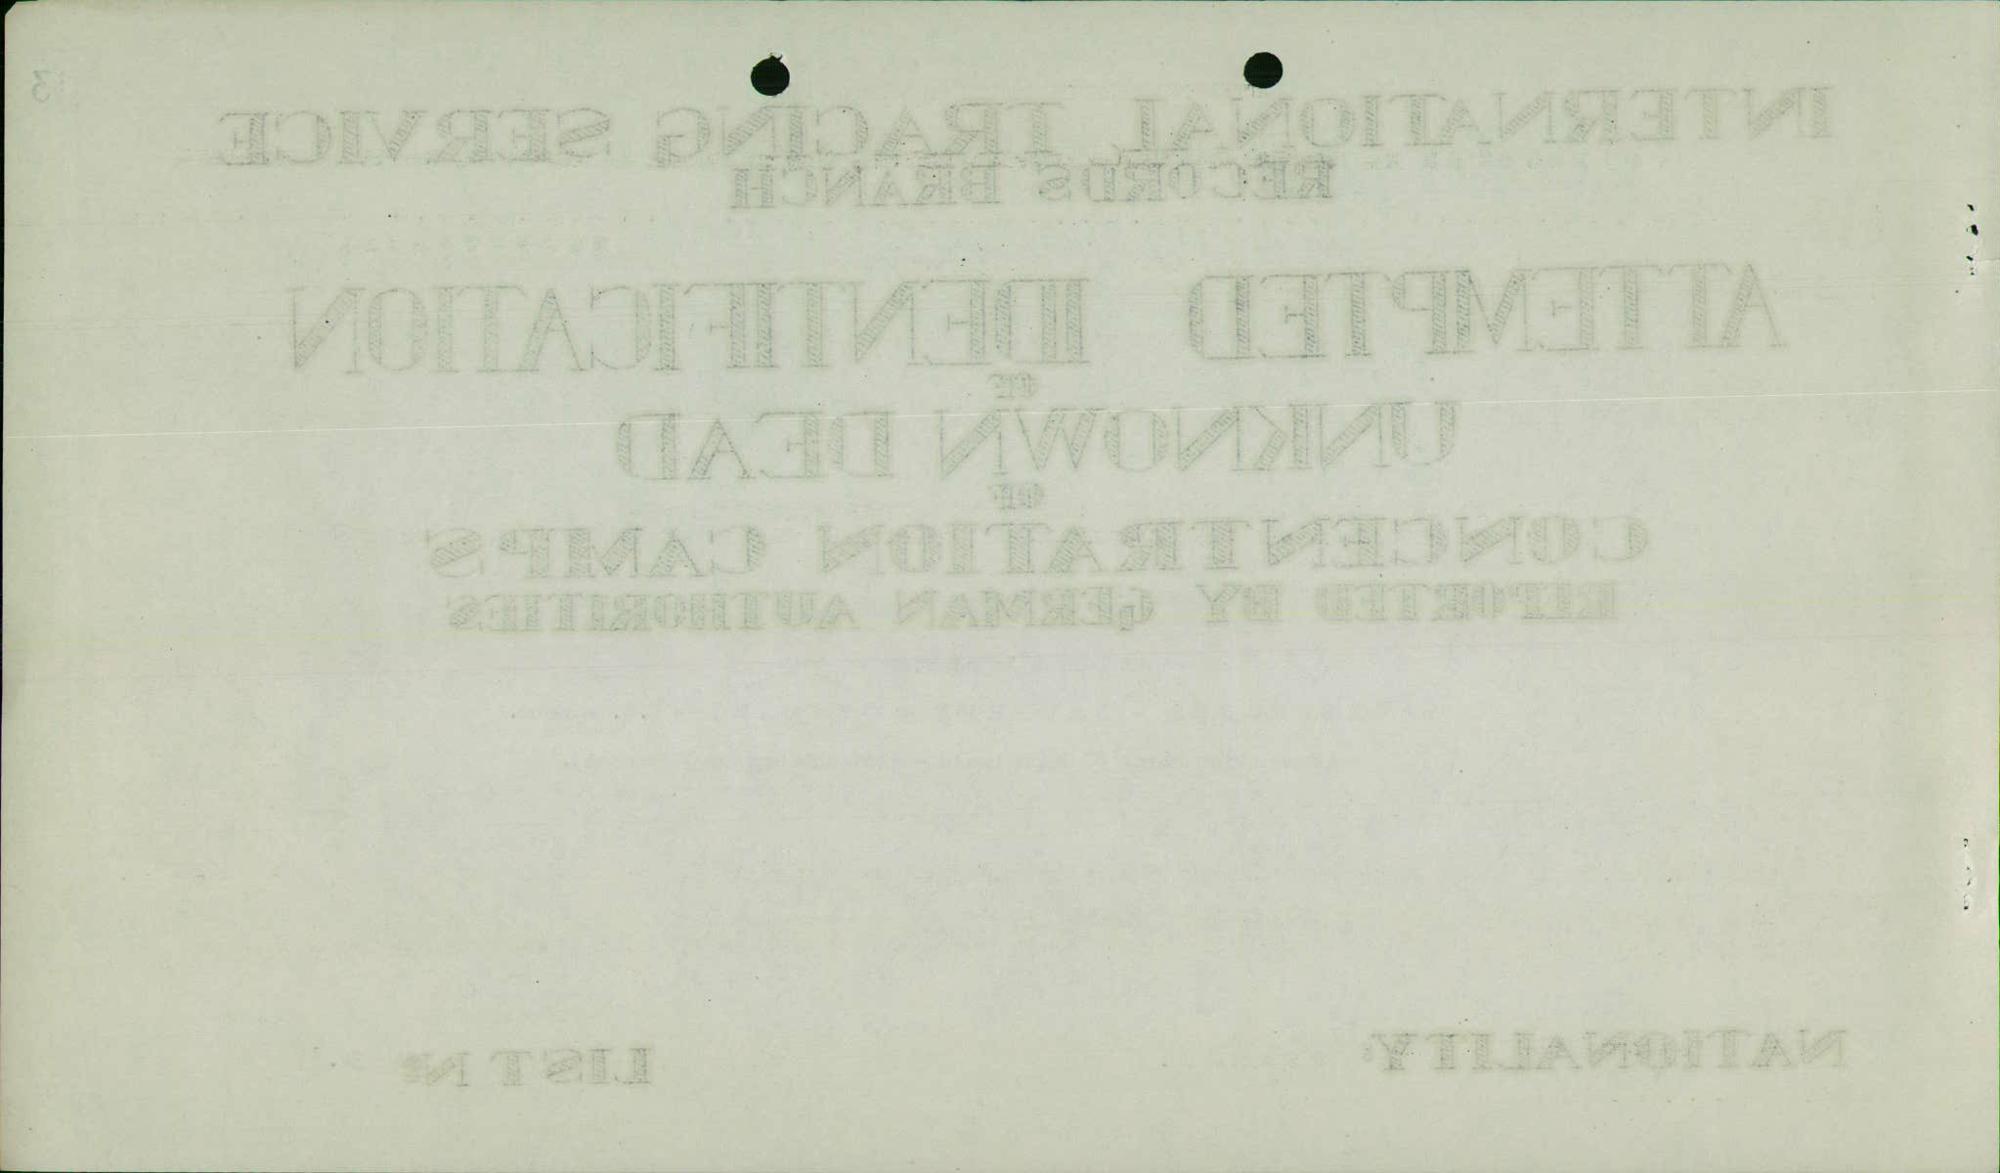 INTERNATIONAL TRACING SERVICE
RECORDS BRANCH
ATTEMPTED IDENTIFICATION
OF
UNKNOWN DEAD
OF
CONCENTRATION CAMPS
REPORTED BY GERMAN AUTHORITIES
NATIONALITY:
LIST Nº